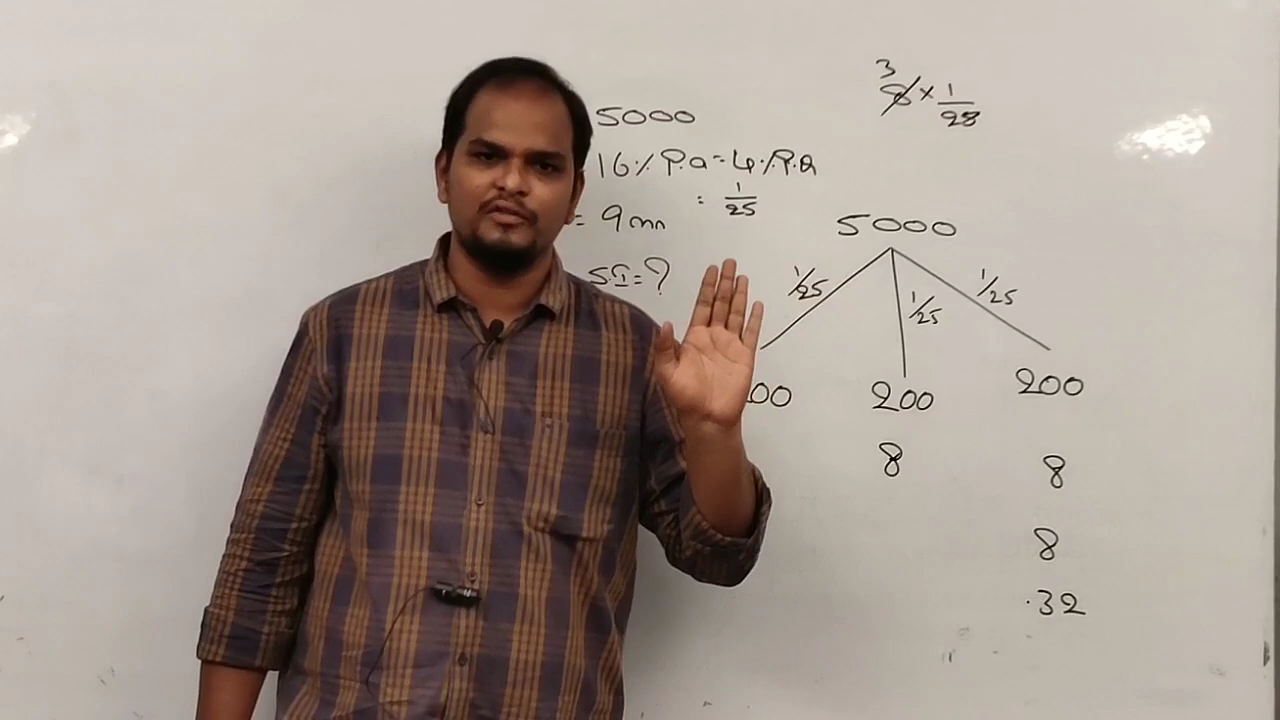 5000
16% P.a = 4% P.a
= 1/25
= 9 mn
S.I = ?
3
8 × 1/28
5000
1/25 1/25 1/25
00 200 200
8 8
8
.32